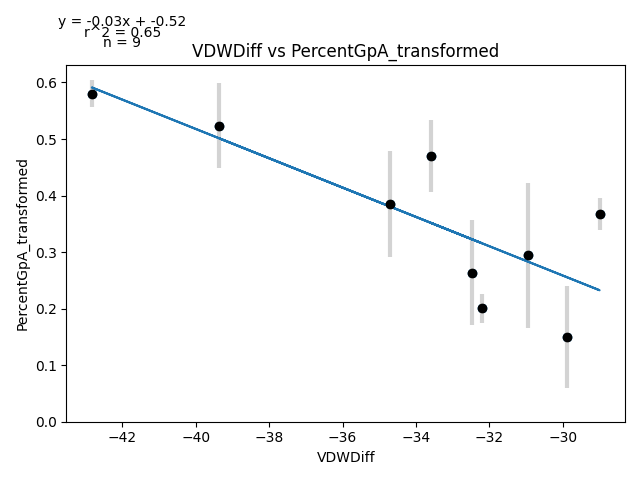 y = -0.03x + -0.52
r^2 = 0.65
n = 9
VDWDiff vs PercentGpA_transformed
0.6
0.5
0.4
0.3
0.2
0.1
0.0
PercentGpA_transformed
−42 −40 −38 −36 −34 −32 −30
VDWDiff